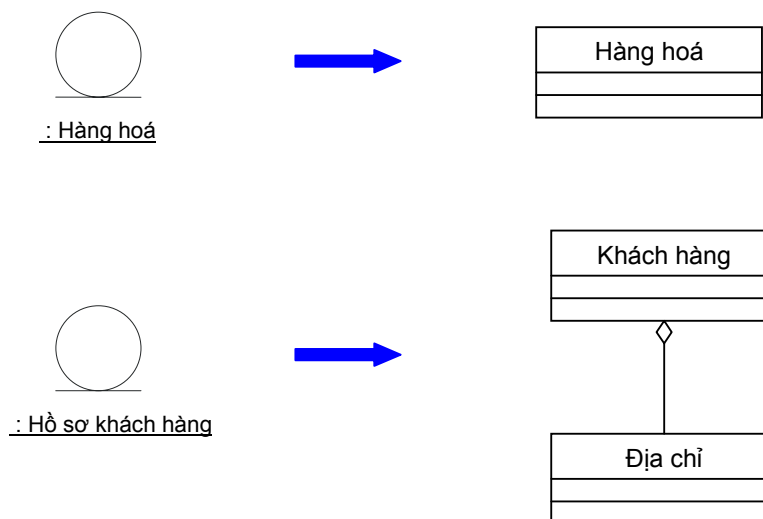 Hàng hoá
: Hàng hoá
Khách hàng
: Hồ sơ khách hàng
Địa chỉ